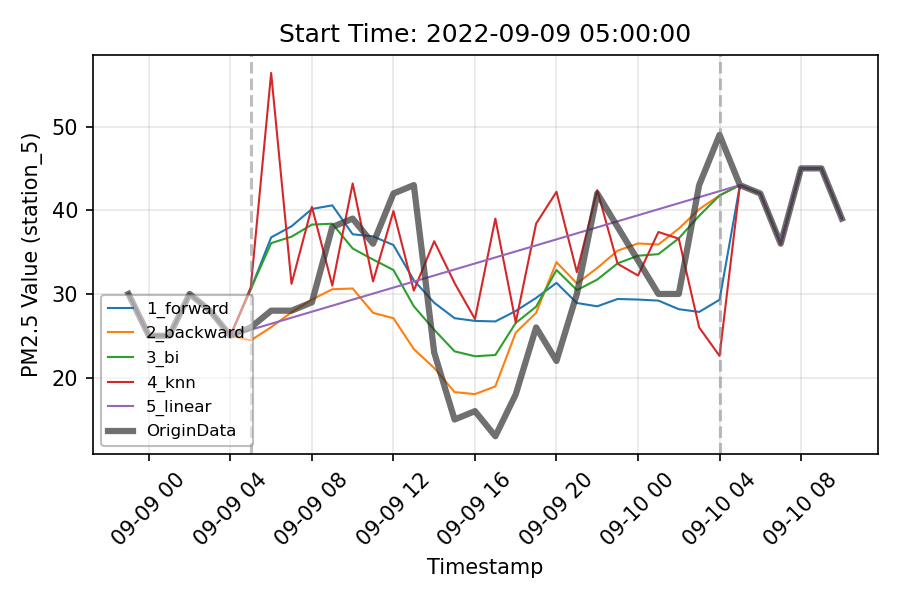 Start Time: 2022-09-09 05:00:00
PM2.5 Value (station_5)
50
40
30
20
1_forward
2_backward
3_bi
4_knn
5_linear
OriginData
09-09 00
09-09 04
09-09 08
09-09 12
09-09 16
09-09 20
09-10 00
09-10 04
09-10 08
Timestamp